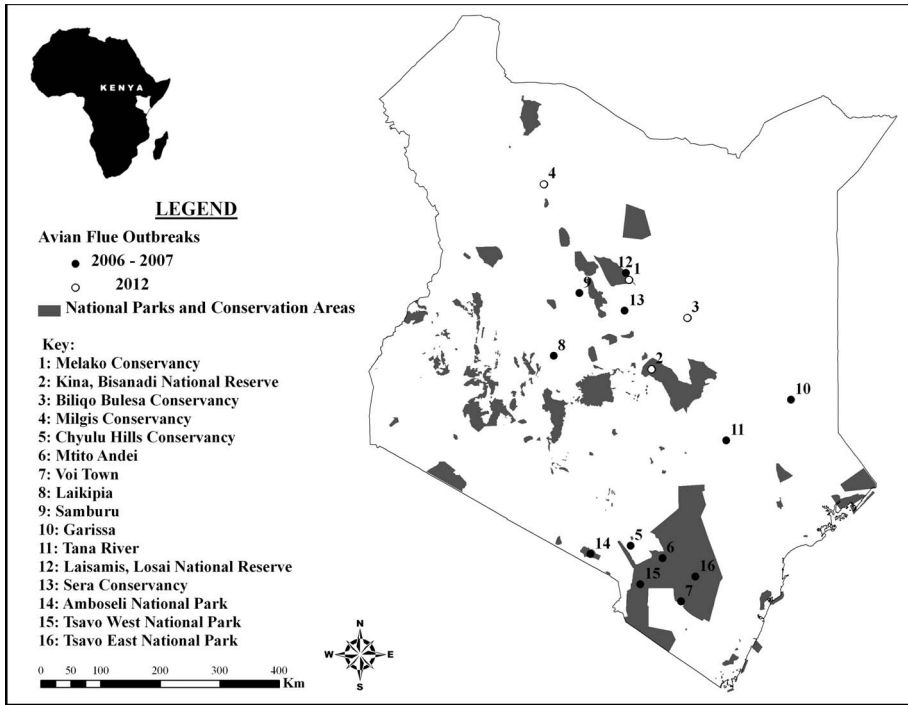 KENYA
LEGEND
Avian Flue Outbreaks
2006 - 2007
2012
National Parks and Conservation Areas
Key:
1: Melako Conservancy
2: Kina, Bisanadi National Reserve
3: Biliqo Bulesa Conservancy
4: Milgis Conservancy
5: Chyulu Hills Conservancy
6: Mtito Andei
7: Voi Town
8: Laikipia
9: Samburu
10: Garissa
11: Tana River
12: Laisamis, Losai National Reserve
13: Sera Conservancy
14: Amboseli National Park
15: Tsavo West National Park
16: Tsavo East National Park
0 50 100 200 300 400
Km
N
W E
S
4
12
1
9
13
3
8
2
10
11
5
14
6
15
16
7